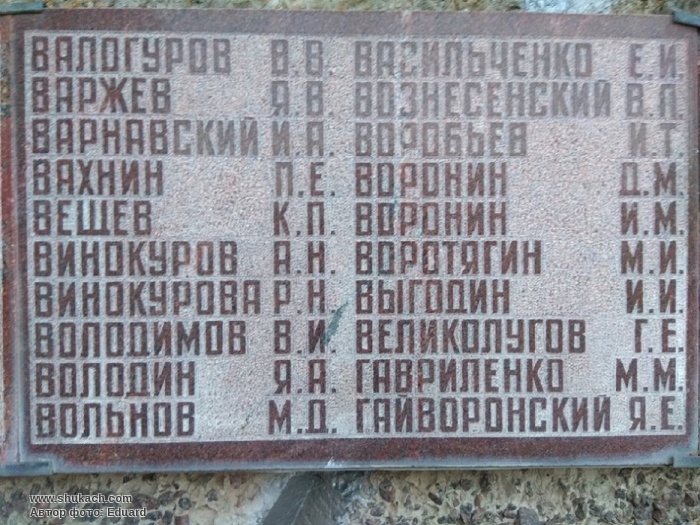 ВАЛОГУРОВ В.В.
ВАРЖЕВ Я.В.
ВАРНАВСКИЙ И.А.
ВАХНИН П.Е.
ВЕЩЕВ К.П.
ВИНОКУРОВ А.Н.
ВИНОКУРОВА Р.Н.
ВОЛОДИМОВ В.И.
ВОЛОДИН Я.А.
ВОЛЬНОВ М.Д.
ВАСИЛЬЧЕНКО Е.И.
ВОЗНЕСЕНСКИЙ В.П.
ВОРОБЬЕВ И.Т.
ВОРОНИН Д.М.
ВОРОНИН И.М.
ВОРОТЯГИН М.И.
ВЫГОДИН И.И.
ВЕЛИКОЛУГОВ Г.Е.
ГАВРИЛЕНКО М.М.
ГАЙВОРОНСКИЙ Я.Е.
www.shukach.com
Автор фото: Eduard